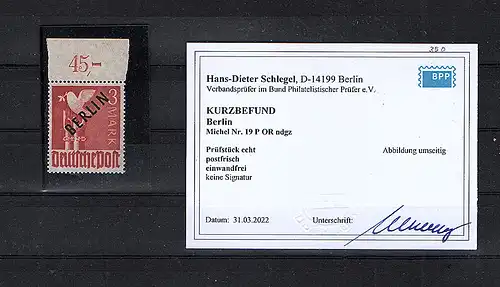 45,-
3
MARK
BERLIN
deutsche post
350
BPP
Hans-Dieter Schlegel, D-14199 Berlin
Verbandsprüfer im Bund Philatelistischer Prüfer e.V.
KURZBEFUND
Berlin
Michel Nr. 19 P OR ndgz
Prüfstück echt
Abbildung umseitig
postfrisch
einwandfrei
keine Signatur
Datum: 31.03.2022
Unterschrift: